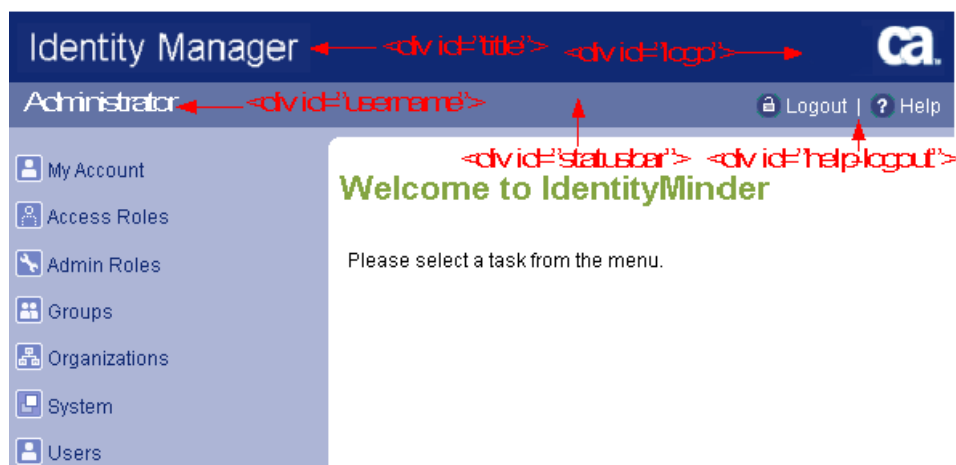 Identity Manager <div id="title"> <div id="logo"> ca.
Administrator <div id="username"> Logout | Help
<div id="statusbar"> <div id="help-logout">
My Account
Welcome to IdentityMinder
Access Roles
Admin Roles
Please select a task from the menu.
Groups
Organizations
System
Users